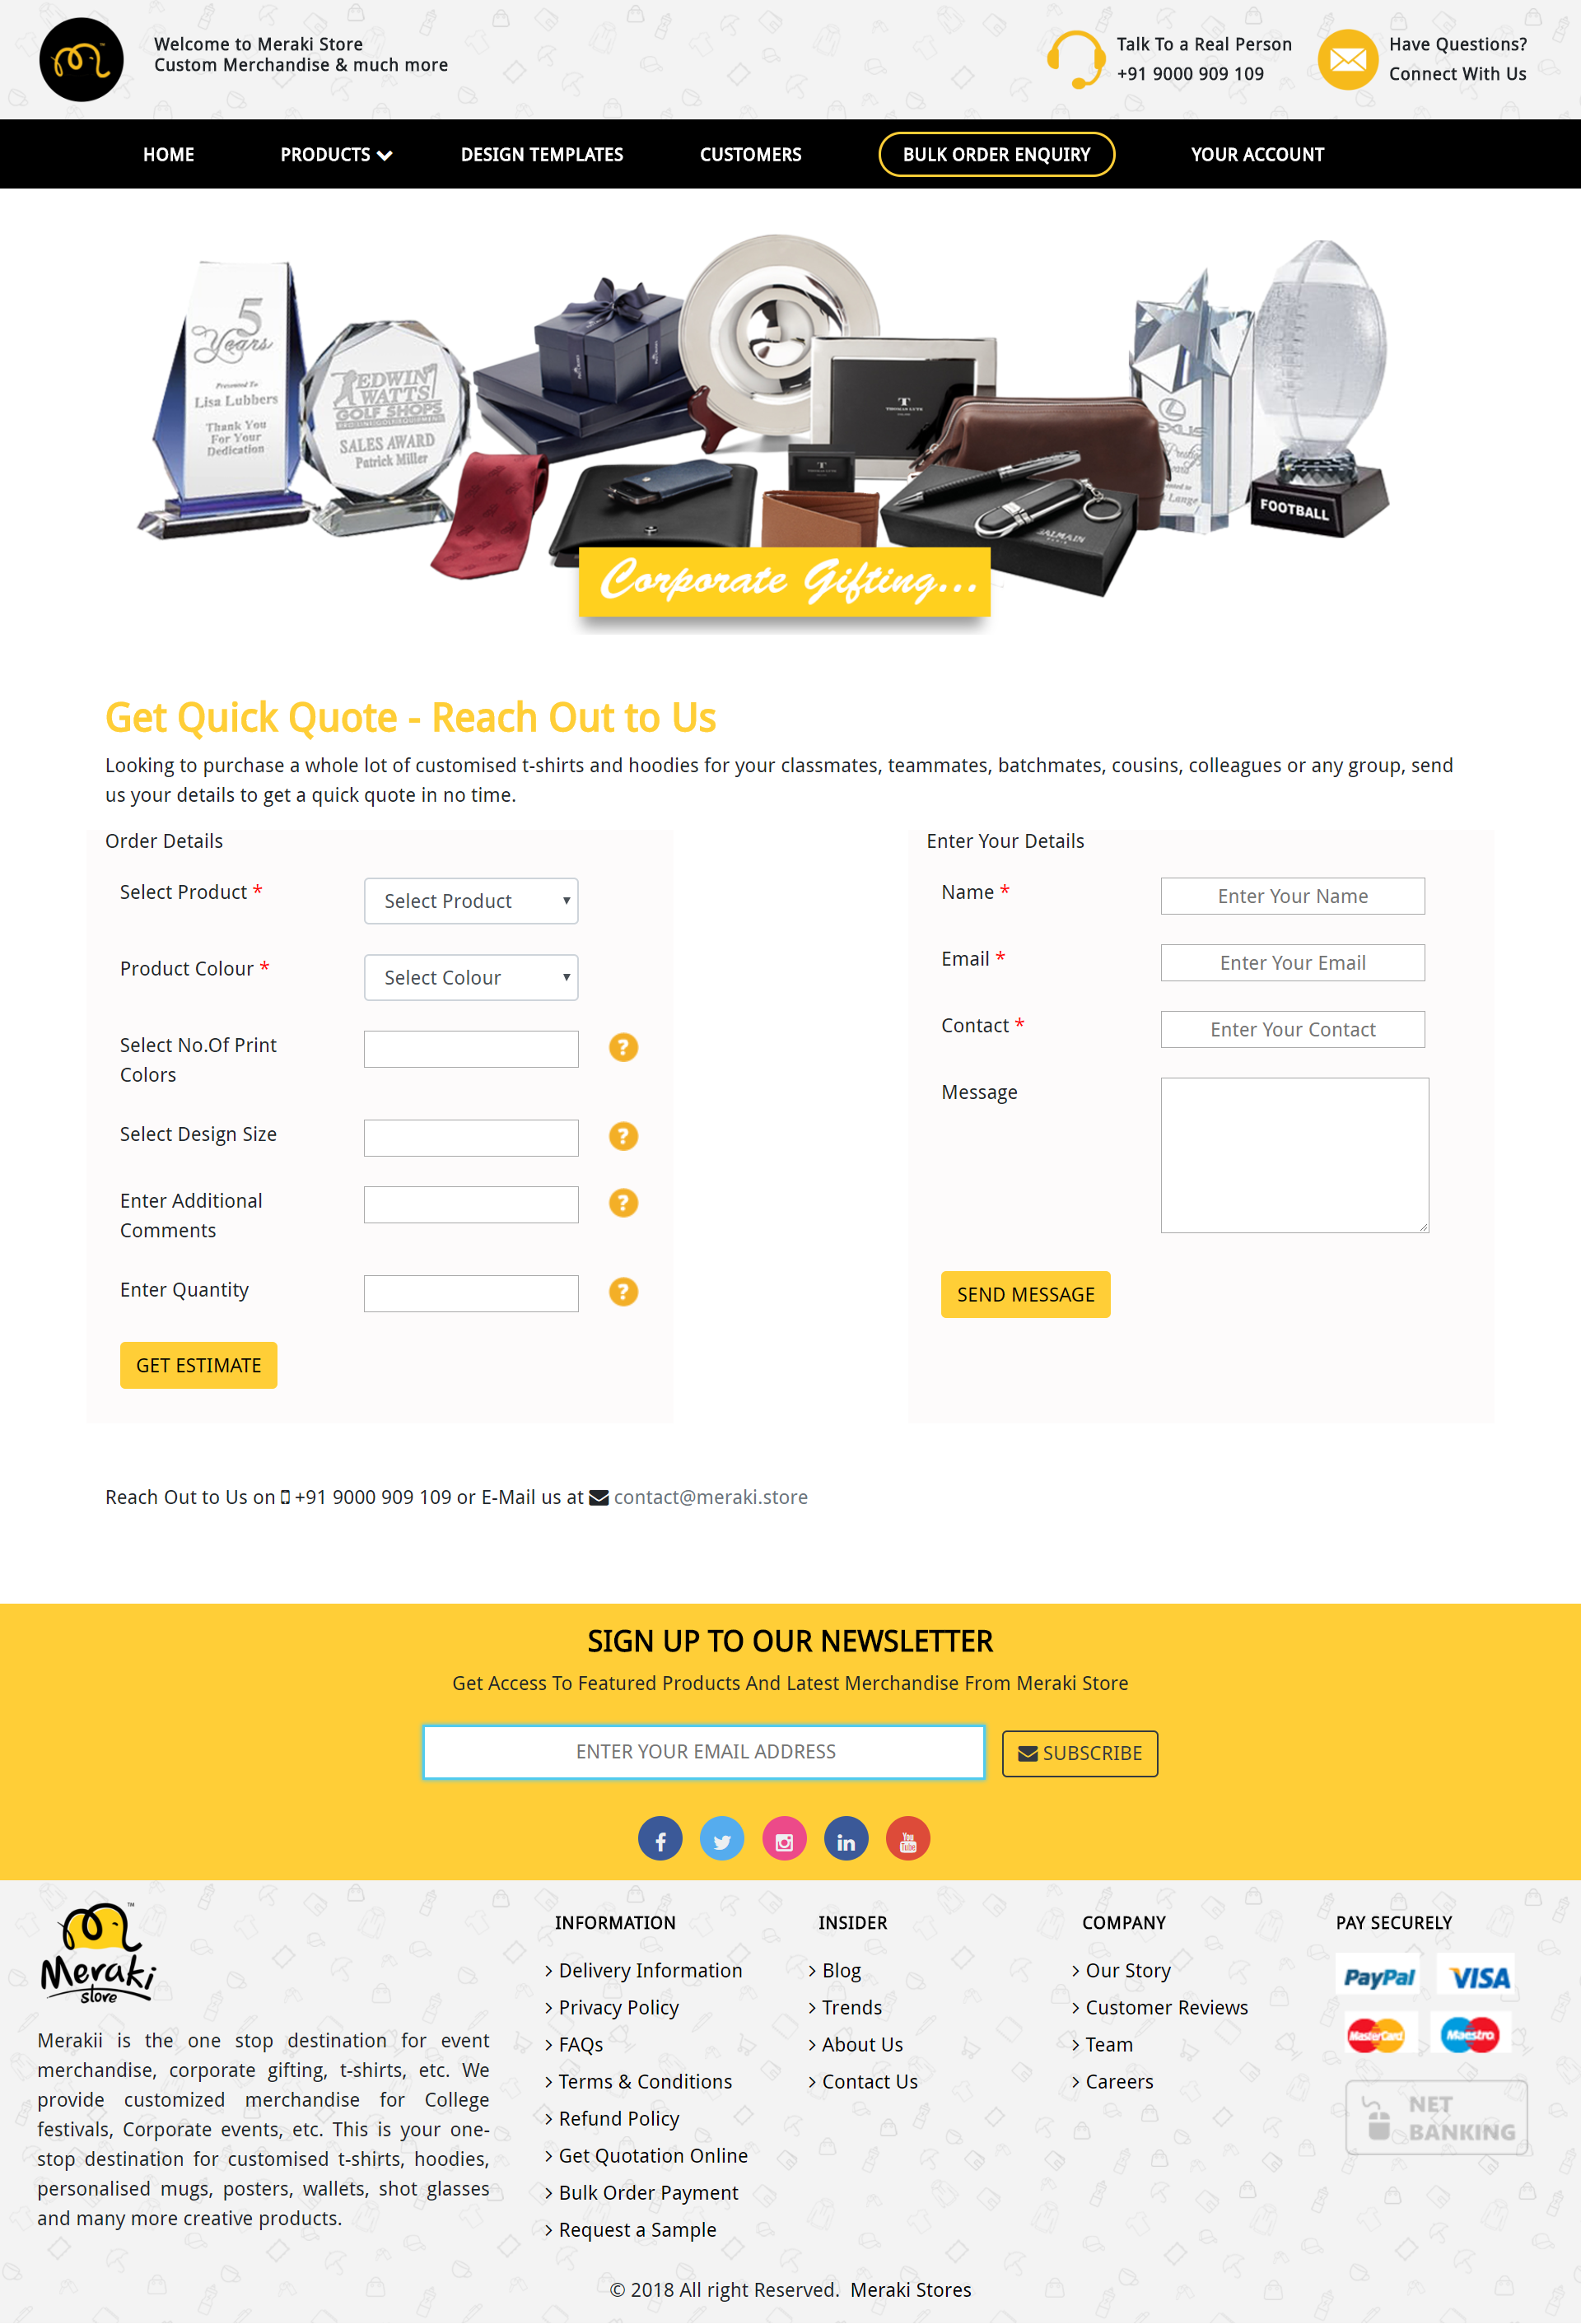 Welcome to Meraki Store
Custom Merchandise & much more
Talk To a Real Person
+91 9000 909 109
Have Questions?
Connect With Us
HOME
PRODUCTS
DESIGN TEMPLATES
CUSTOMERS
BULK ORDER ENQUIRY
YOUR ACCOUNT
5
Years
Presented To
Lisa Lubbers
Thank You
For Your
Dedication
EDWIN
WATTS
GOLF SHOPS
PRO LINE GOLF EQUIPMENT
SALES AWARD
Patrick Miller
T
T
BALMAIN
PARIS
Lange
FOOTBALL
Corporate Gifting...
Get Quick Quote - Reach Out to Us
Looking to purchase a whole lot of customised t-shirts and hoodies for your classmates, teammates, batchmates, cousins, colleagues or any group, send
us your details to get a quick quote in no time.
Order Details
Select Product *
Select Product
Product Colour *
Select Colour
Select No.Of Print
Colors
?
Select Design Size
?
Enter Additional
Comments
?
Enter Quantity
?
GET ESTIMATE
Enter Your Details
Name *
Enter Your Name
Email *
Enter Your Email
Contact *
Enter Your Contact
Message
SEND MESSAGE
Reach Out to Us on +91 9000 909 109 or E-Mail us at contact@meraki.store
SIGN UP TO OUR NEWSLETTER
Get Access To Featured Products And Latest Merchandise From Meraki Store
ENTER YOUR EMAIL ADDRESS
SUBSCRIBE
f
in
You
Tube
TM
Meraki
store
Merakii is the one stop destination for event
merchandise, corporate gifting, t-shirts, etc. We
provide customized merchandise for College
festivals, Corporate events, etc. This is your one-
stop destination for customised t-shirts, hoodies,
personalised mugs, posters, wallets, shot glasses
and many more creative products.
INFORMATION
> Delivery Information
> Privacy Policy
> FAQs
> Terms & Conditions
> Refund Policy
> Get Quotation Online
> Bulk Order Payment
> Request a Sample
INSIDER
> Blog
> Trends
> About Us
> Contact Us
COMPANY
> Our Story
> Customer Reviews
> Team
> Careers
PAY SECURELY
PayPal
VISA
MasterCard
Maestro
NET
BANKING
© 2018 All right Reserved. Meraki Stores